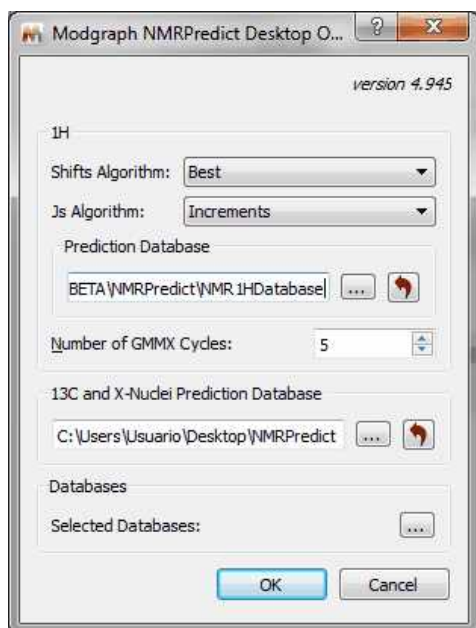 Modgraph NMRPredict Desktop O...
version 4.945
1H
Shifts Algorithm: Best
Js Algorithm: Increments
Prediction Database
BETA\NMRPredict\NMR1HDatabase ...
Number of GMMX Cycles: 5
13C and X-Nuclei Prediction Database
C:\Users\Usuario\Desktop\NMRPredict ...
Databases
Selected Databases: ...
OK Cancel